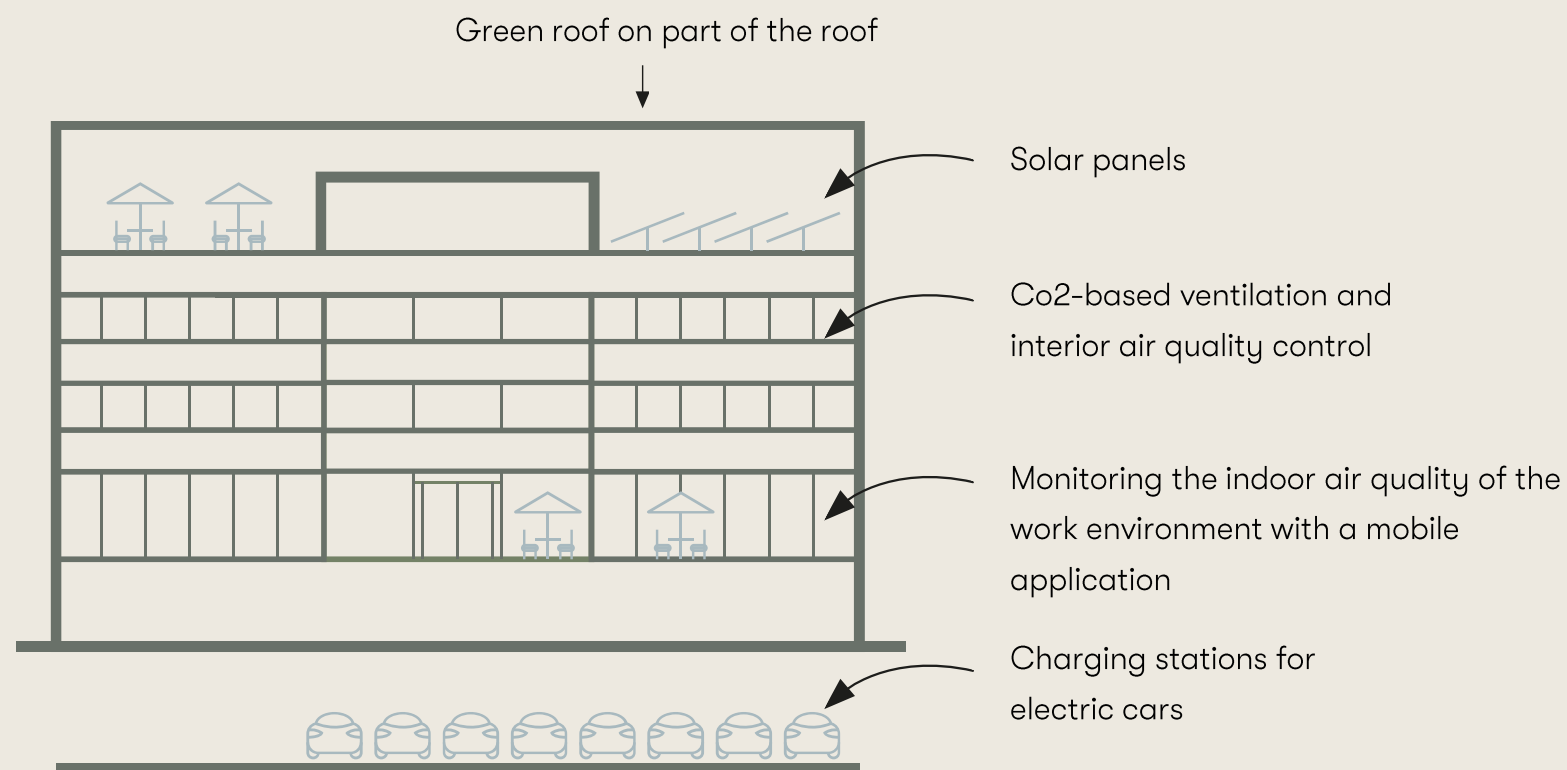 Green roof on part of the roof
Solar panels
Co2-based ventilation and
interior air quality control
Monitoring the indoor air quality of the
work environment with a mobile
application
Charging stations for
electric cars